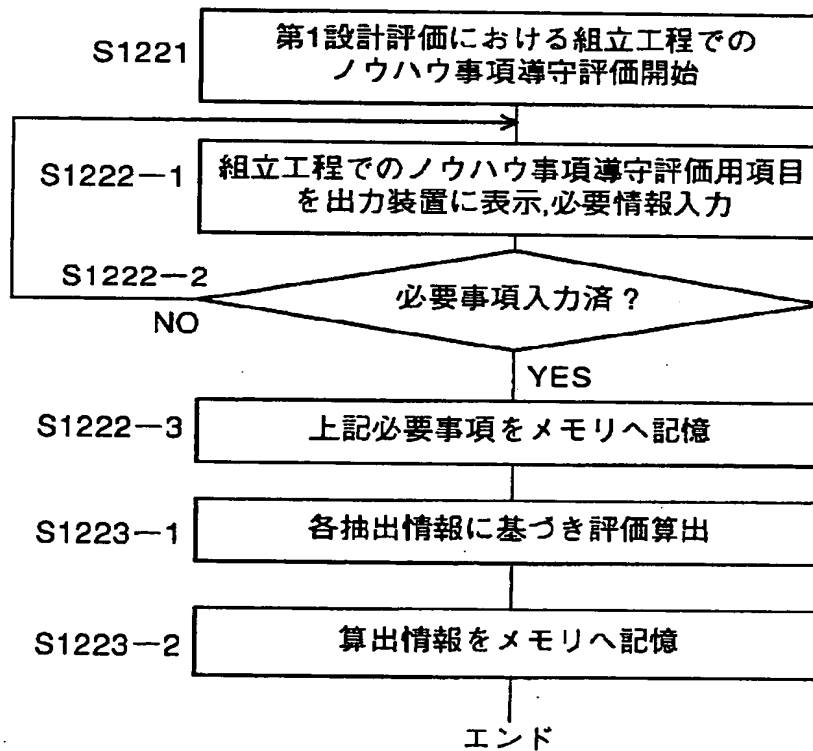 S1221
第1設計評価における組立工程での
ノウハウ事項導守評価開始
S1222-1
組立工程でのノウハウ事項導守評価用項目
を出力装置に表示,必要情報入力
S1222-2
必要事項入力済？
NO
YES
S1222-3
上記必要事項をメモリへ記憶
S1223-1
各抽出情報に基づき評価算出
S1223-2
算出情報をメモリへ記憶
エンド